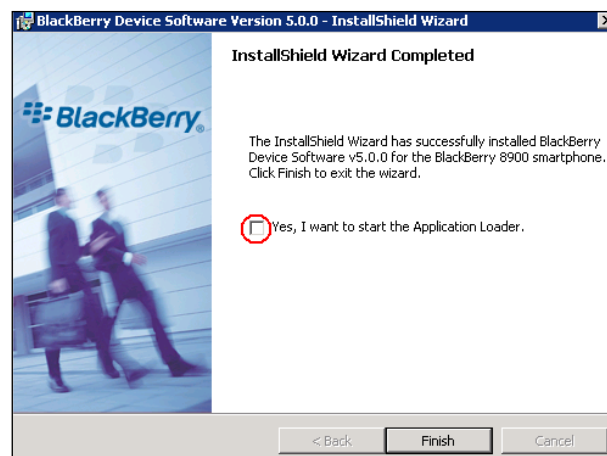 BlackBerry Device Software Version 5.0.0 - InstallShield Wizard
InstallShield Wizard Completed
BlackBerry
The InstallShield Wizard has successfully installed BlackBerry
Device Software v5.0.0 for the BlackBerry 8900 smartphone.
Click Finish to exit the wizard.
Yes, I want to start the Application Loader.
< Back Finish Cancel